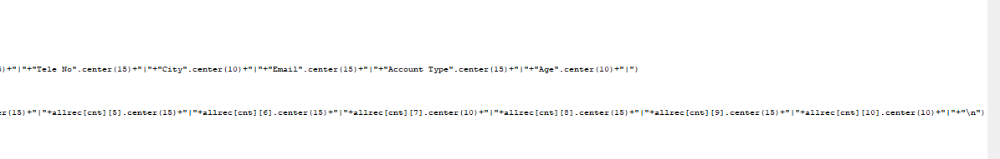 )+"|"+"Tele No".center(15)+"|"+"City".center(10)+"|"+"Email".center(15)+"|"+"Account Type".center(15)+"|"+"Age".center(10)+"|")
er(15)+"|"+allrec[cnt][5].center(15)+"|"+allrec[cnt][6].center(15)+"|"+allrec[cnt][7].center(10)+"|"+allrec[cnt][8].center(15)+"|"+allrec[cnt][9].center(15)+"|"+allrec[cnt][10].center(10)+"|"+"\n")